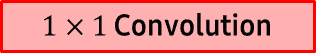 1 × 1 Convolution